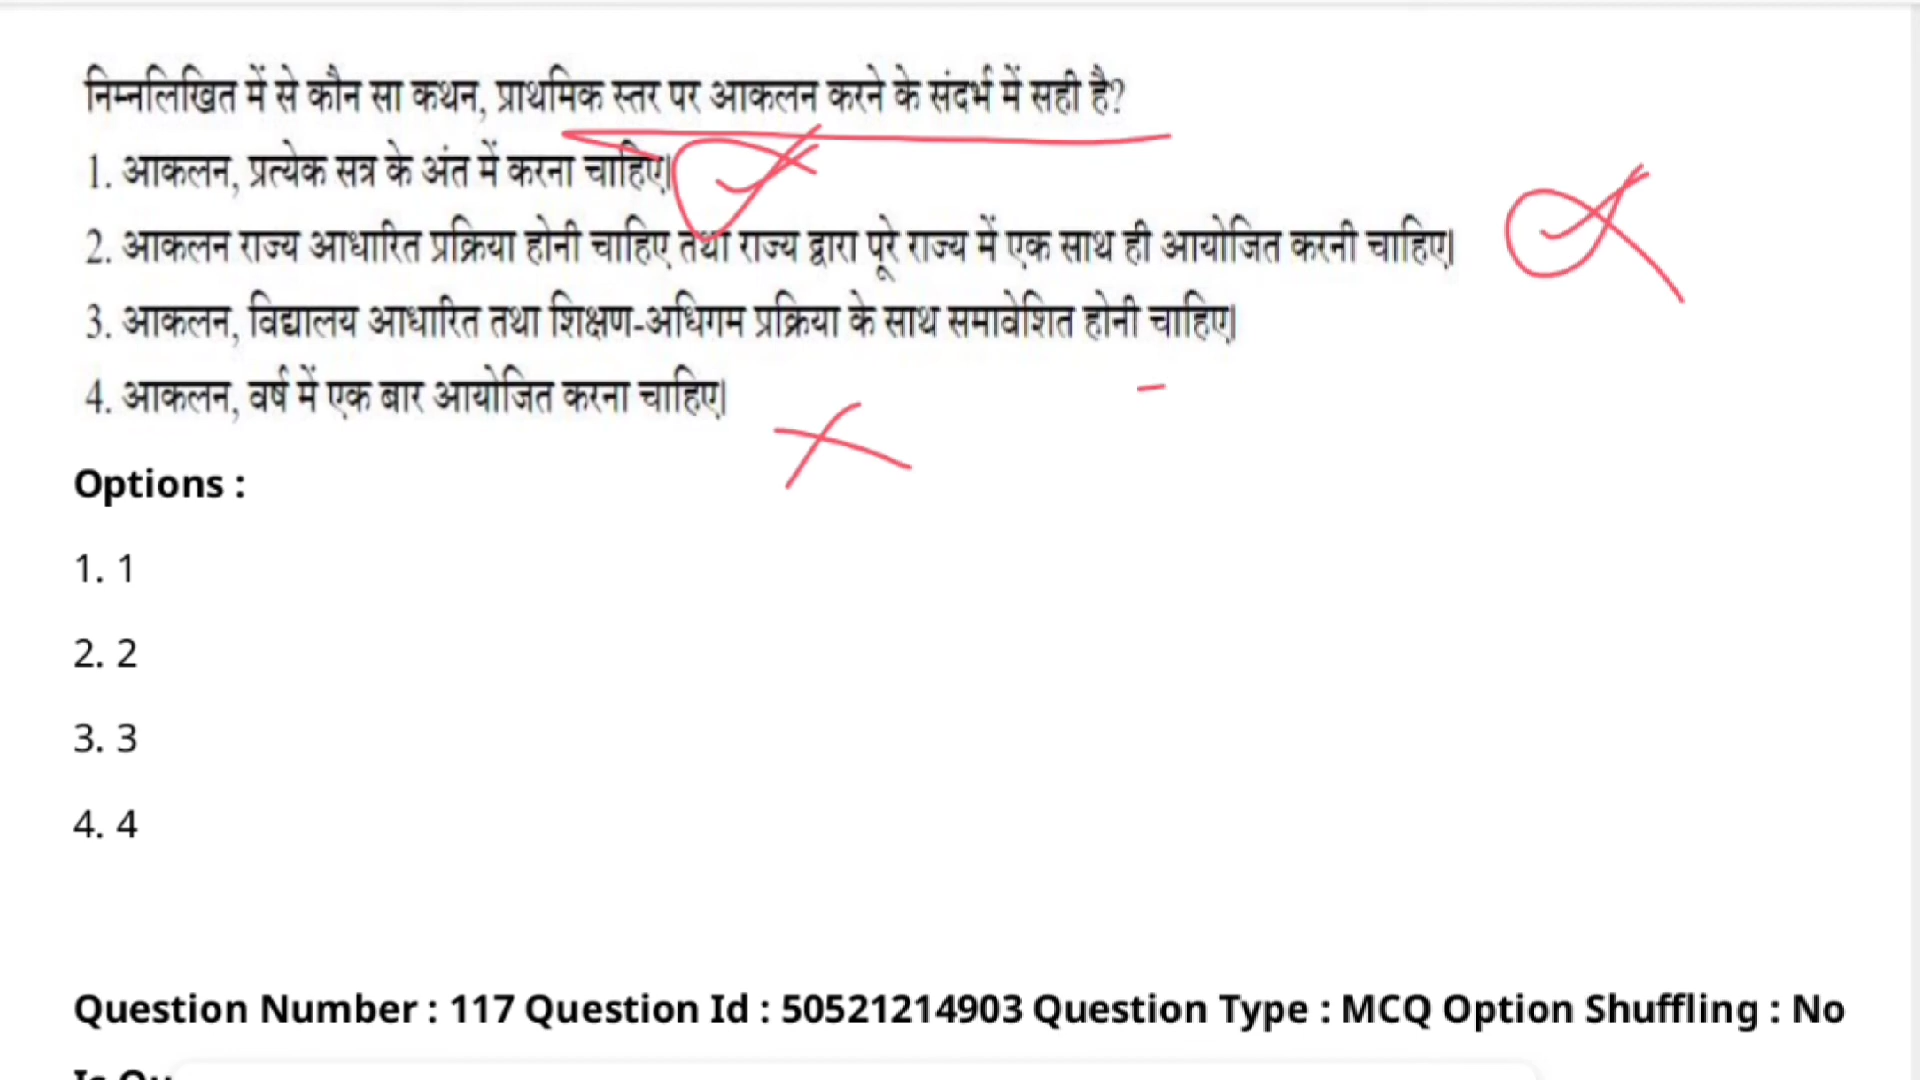 निम्नलिखित में से कौन सा कथन, प्राथमिक स्तर पर आकलन करने के संदर्भ में सही है?
1. आकलन, प्रत्येक सत्र के अंत में करना चाहिए|
2. आकलन राज्य आधारित प्रक्रिया होनी चाहिए तथा राज्य द्वारा पूरे राज्य में एक साथ ही आयोजित करनी चाहिए|
3. आकलन, विद्यालय आधारित तथा शिक्षण-अधिगम प्रक्रिया के साथ समावेशित होनी चाहिए|
4. आकलन, वर्ष में एक बार आयोजित करना चाहिए|
Options :
1. 1
2. 2
3. 3
4. 4
Question Number : 117 Question Id : 50521214903 Question Type : MCQ Option Shuffling : No